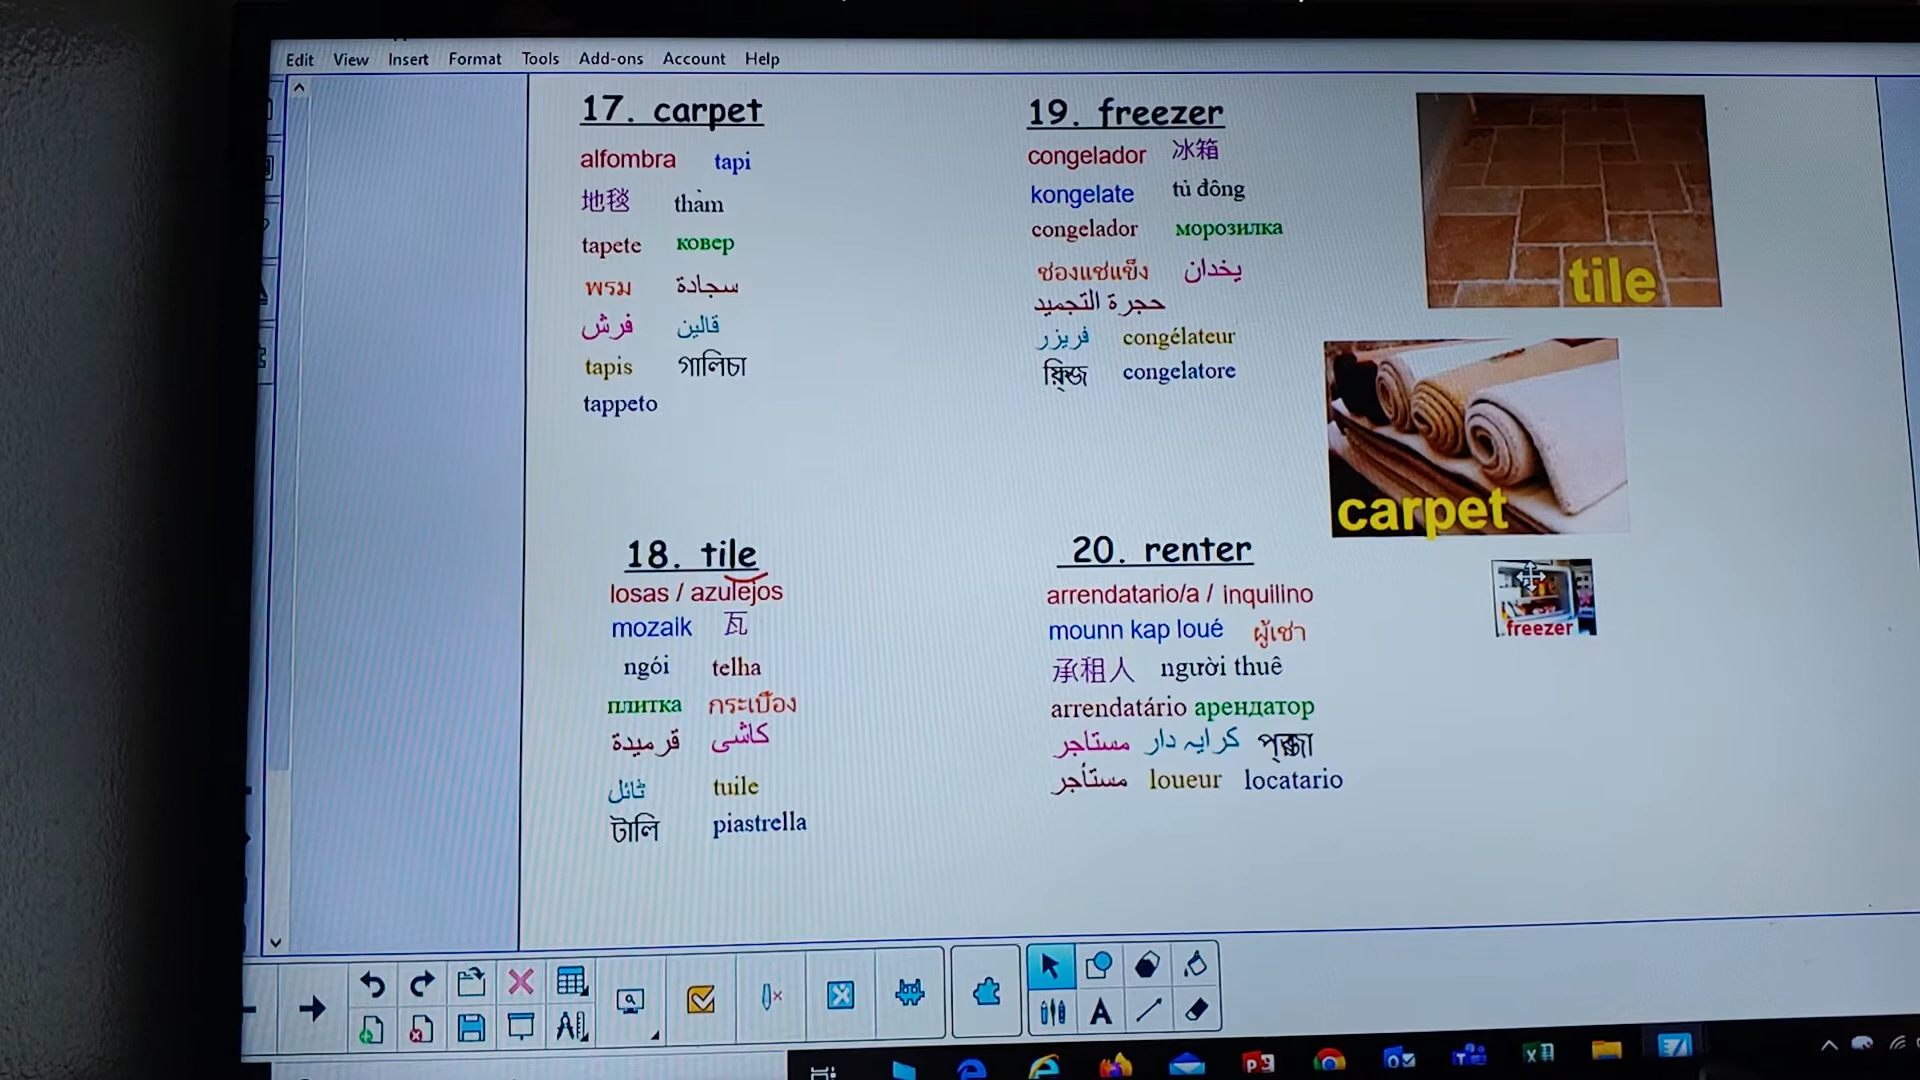 Edit View Insert Format Tools Add-ons Account Help
17. carpet
alfombra tapi
地毯 thảm
tapete ковер
พรม سجادة
فرش قالين
tapis গালিচা
tappeto
18. tile
losas / azulejos
mozaik 瓦
ngói telha
плитка กระเบื้อง
قرميدة كاشى
ٹائل tuile
টালি piastrella
19. freezer
congelador 冰箱
kongelate tủ đông
congelador морозилка
ช่องแช่แข็ง يخدان
حجرة التجميد
فریزر congélateur
congelatore
20. renter
arrendatario/a / inquilino
mounn kap loué ผู้เช่า
承租人 người thuê
arrendatário арендатор
مستاجر کرایہ دار
مستأجر loueur locatario
tile
carpet
freezer